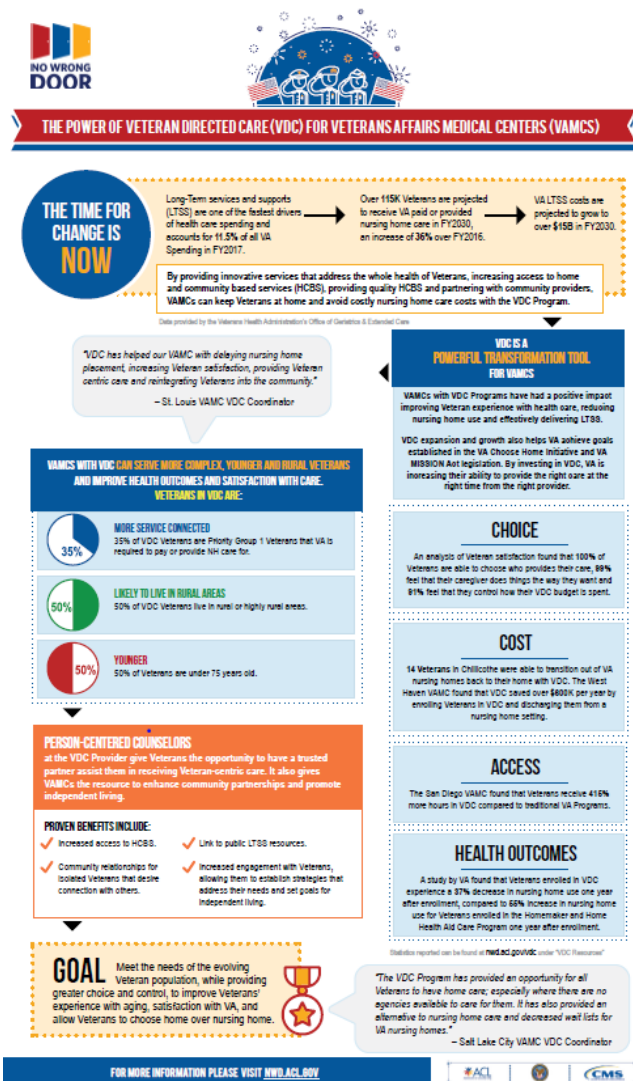 NO WRONG
DOOR
THE POWER OF VETERAN DIRECTED CARE (VDC) FOR VETERANS AFFAIRS MEDICAL CENTERS (VAMCS)
THE TIME FOR
CHANGE IS
NOW
Long-Term services and supports
(LTSS) are one of the fastest drivers
of health care spending and
accounts for 11.5% of all VA
Spending in FY2017.
Over 115K Veterans are projected
to receive VA paid or provided
nursing home care in FY2030,
an increase of 36% over FY2016.
VA LTSS costs are
projected to grow to
over $15B in FY2030.
By providing innovative services that address the whole health of Veterans, increasing access to home
and community based services (HCBS), providing quality HCBS and partnering with community providers,
VAMCs can keep Veterans at home and avoid costly nursing home care costs with the VDC Program.
Data provided by the Veterans Health Administration's Office of Geriatrics & Extended Care
"VDC has helped our VAMC with delaying nursing home
placement, increasing Veteran satisfaction, providing Veteran
centric care and reintegrating Veterans into the community."
– St. Louis VAMC VDC Coordinator
VDC IS A
POWERFUL TRANSFORMATION TOOL
FOR VAMCS
VAMCs with VDC Programs have had a positive impact
improving Veteran experience with health care, reducing
nursing home use and effectively delivering LTSS.
VDC expansion and growth also helps VA achieve goals
established in the VA Choose Home Initiative and VA
MISSION Act legislation. By investing in VDC, VA is
increasing their ability to provide the right care at the
right time from the right provider.
VAMCS WITH VDC CAN SERVE MORE COMPLEX, YOUNGER AND RURAL VETERANS
AND IMPROVE HEALTH OUTCOMES AND SATISFACTION WITH CARE.
VETERANS IN VDC ARE:
35%
MORE SERVICE CONNECTED
35% of VDC Veterans are Priority Group 1 Veterans that VA is
required to pay or provide NH care for.
50%
LIKELY TO LIVE IN RURAL AREAS
50% of VDC Veterans live in rural or highly rural areas.
50%
YOUNGER
50% of Veterans are under 75 years old.
CHOICE
An analysis of Veteran satisfaction found that 100% of
Veterans are able to choose who provides their care, 99%
feel that their caregiver does things the way they want and
91% feel that they control how their VDC budget is spent.
COST
14 Veterans in Chillicothe were able to transition out of VA
nursing homes back to their home with VDC. The West
Haven VAMC found that VDC saved over $600K per year by
enrolling Veterans in VDC and discharging them from a
nursing home setting.
ACCESS
The San Diego VAMC found that Veterans receive 415%
more hours in VDC compared to traditional VA Programs.
HEALTH OUTCOMES
A study by VA found that Veterans enrolled in VDC
experience a 37% decrease in nursing home use one year
after enrollment, compared to 55% increase in nursing home
use for Veterans enrolled in the Homemaker and Home
Health Aid Care Program one year after enrollment.
Statistics reported can be found at nwd.acl.gov/vdc under "VDC Resources"
PERSON-CENTERED COUNSELORS
at the VDC Provider give Veterans the opportunity to have a trusted
partner assist them in receiving Veteran-centric care. It also gives
VAMCs the resource to enhance community partnerships and promote
independent living.
PROVEN BENEFITS INCLUDE:
Increased access to HCBS.
Community relationships for
isolated Veterans that desire
connection with others.
Link to public LTSS resources.
Increased engagement with Veterans,
allowing them to establish strategies that
address their needs and set goals for
independent living.
GOAL Meet the needs of the evolving
Veteran population, while providing
greater choice and control, to improve Veterans'
experience with aging, satisfaction with VA, and
allow Veterans to choose home over nursing home.
"The VDC Program has provided an opportunity for all
Veterans to have home care; especially where there are no
agencies available to care for them. It has also provided an
alternative to nursing home care and decreased wait lists for
VA nursing homes."
– Salt Lake City VAMC VDC Coordinator
FOR MORE INFORMATION PLEASE VISIT NWD.ACL.GOV
ACL
CMS